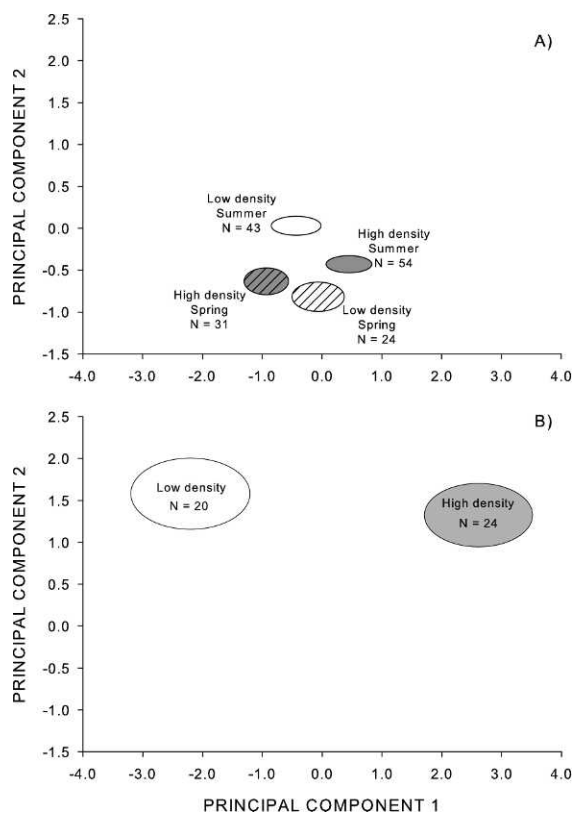 A)
PRINCIPAL COMPONENT 2
2.5
2.0
1.5
1.0
0.5
0.0
-0.5
-1.0
-1.5
Low density
Summer
N = 43
High density
Summer
N = 54
High density
Spring
N = 31
Low density
Spring
N = 24
-4.0 -3.0 -2.0 -1.0 0.0 1.0 2.0 3.0 4.0
B)
PRINCIPAL COMPONENT 2
2.5
2.0
1.5
1.0
0.5
0.0
-0.5
-1.0
-1.5
Low density
N = 20
High density
N = 24
-4.0 -3.0 -2.0 -1.0 0.0 1.0 2.0 3.0 4.0
PRINCIPAL COMPONENT 1